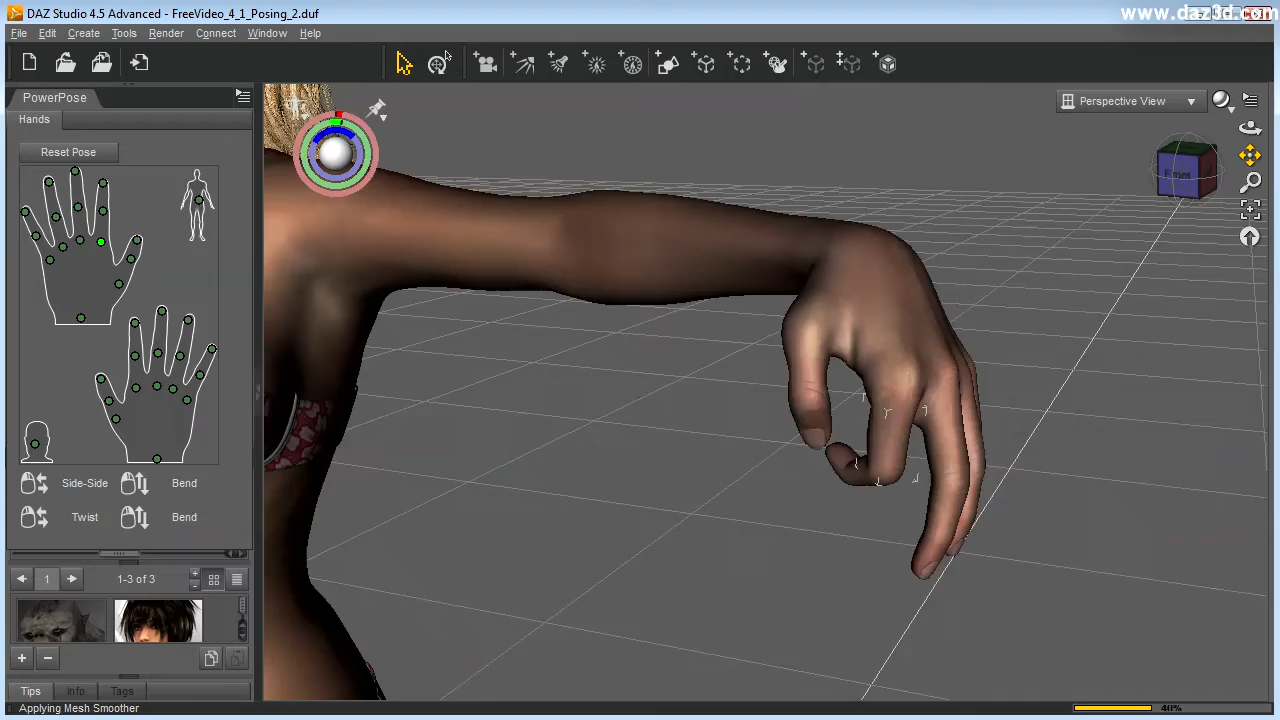 DAZ Studio 4.5 Advanced - FreeVideo_4_1_Posing_2.duf
www.daz3d.com
File Edit Create Tools Render Connect Window Help
PowerPose
Perspective View
Hands
Reset Pose
Front
Side-Side Bend
Twist Bend
1 1-3 of 3
Tips Info Tags
Applying Mesh Smoother 40%